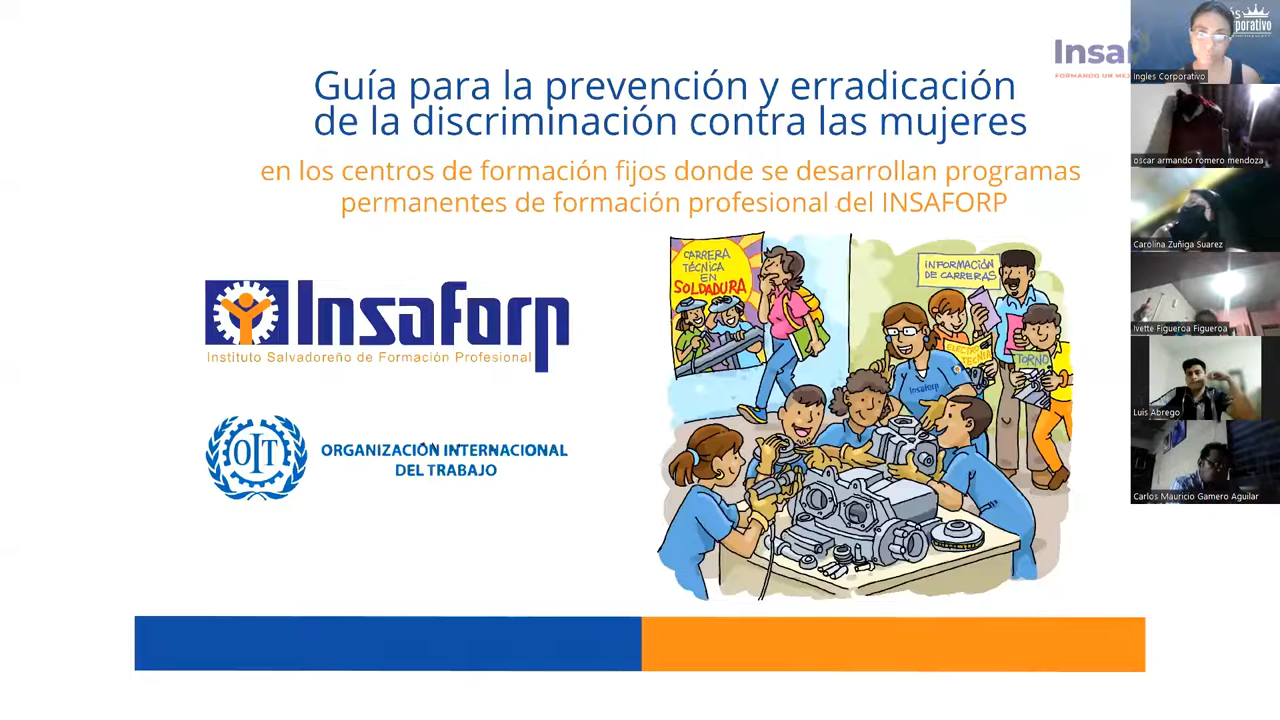 Guía para la prevención y erradicación
de la discriminación contra las mujeres
en los centros de formación fijos donde se desarrollan programas
permanentes de formación profesional del INSAFORP
Insaforp
Instituto Salvadoreño de Formación Profesional
OIT
ORGANIZACIÓN INTERNACIONAL
DEL TRABAJO
CARRERA
TÉCNICA
EN
SOLDADURA
INFORMACIÓN
DE CARRERAS
TORNO
Insaforp
Ingles Corporativo
oscar armando romero mendoza
Carolina Zuñiga Suarez
Ivette Figueroa Figueroa
Luis Abrego
Carlos Mauricio Gamero Aguilar